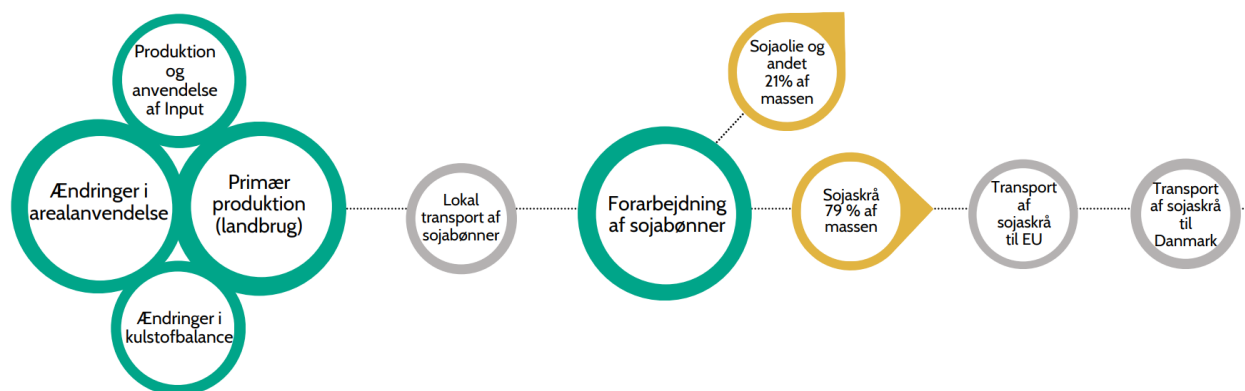 Produktion
og
anvendelse
af Input
Ændringer i
arealanvendelse
Primær
produktion
(landbrug)
Ændringer i
kulstofbalance
Lokal
transport af
sojabønner
Forarbejdning
af sojabønner
Sojaolie og
andet
21% af
massen
Sojaskrå
79 % af
massen
Transport
af
sojaskrå
til EU
Transport
af sojaskrå
til
Danmark